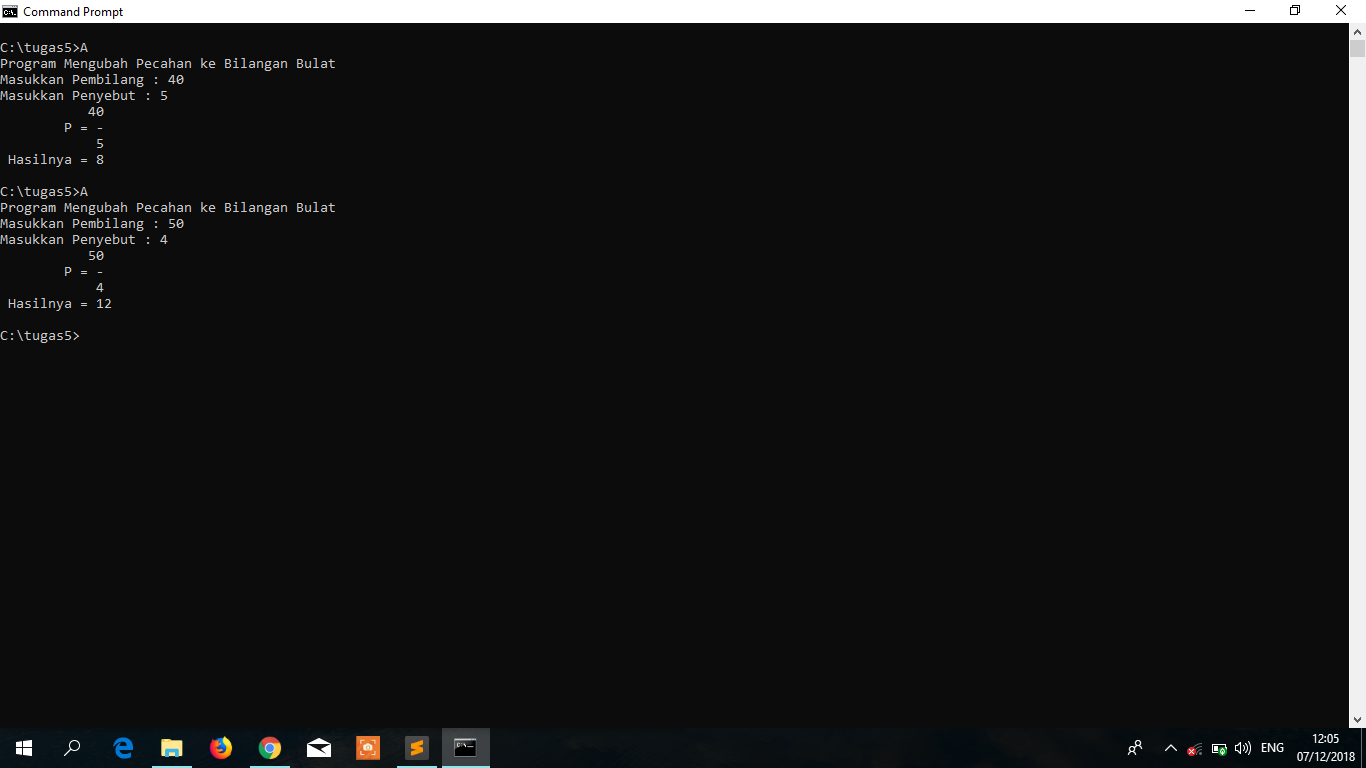 Command Prompt
C:\tugas5>A
Program Mengubah Pecahan ke Bilangan Bulat
Masukkan Pembilang : 40
Masukkan Penyebut : 5
40
P = -
5
Hasilnya = 8
C:\tugas5>A
Program Mengubah Pecahan ke Bilangan Bulat
Masukkan Pembilang : 50
Masukkan Penyebut : 4
50
P = -
4
Hasilnya = 12
C:\tugas5>
ENG
12:05
07/12/2018